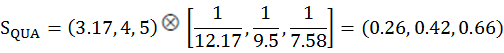 S_QUA = (3.17, 4, 5) ⊗ [1/12.17, 1/9.5, 1/7.58] = (0.26, 0.42, 0.66)